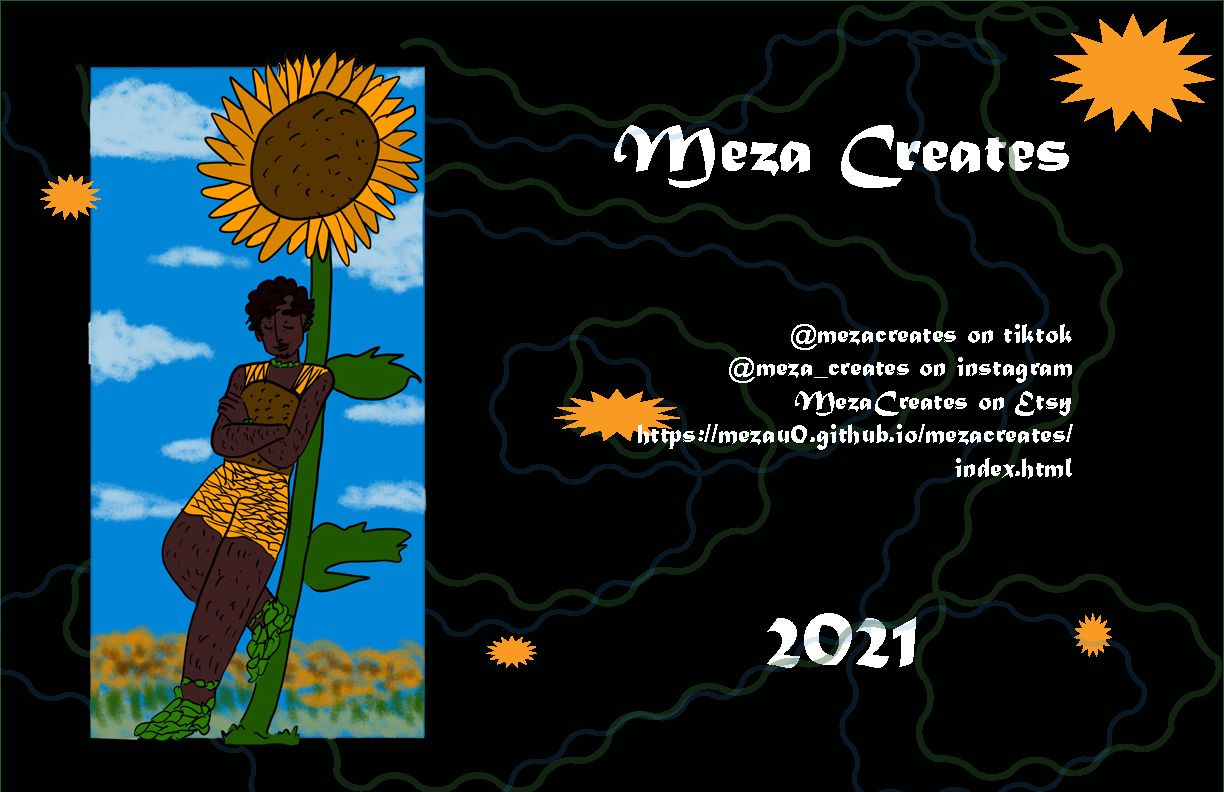 Meza Creates
@mezacreates on tiktok
@meza_creates on instagram
MezaCreates on Etsy
https://mezau0.github.io/mezacreates/
index.html
2021